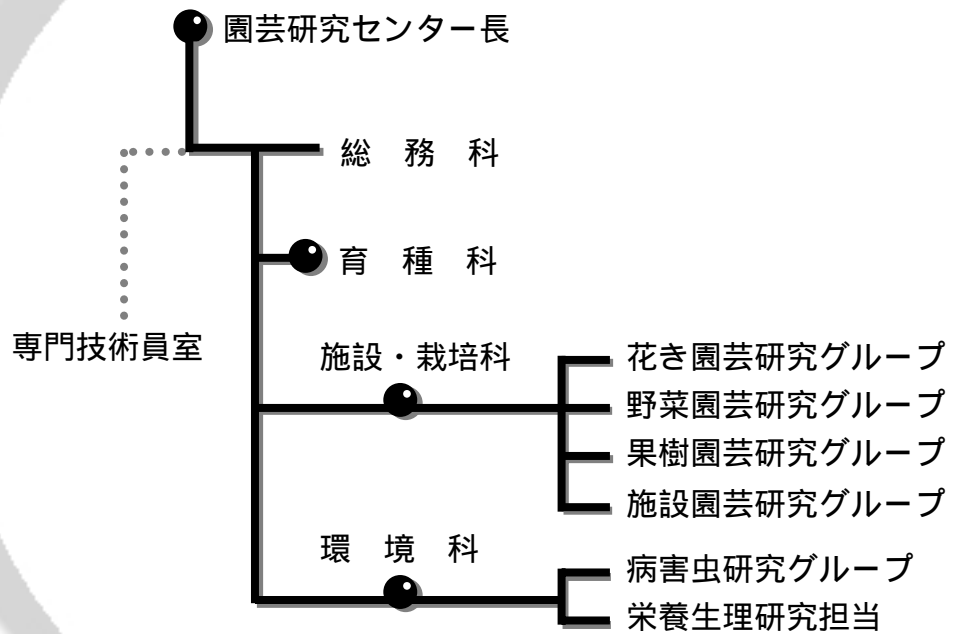 園芸研究センター長
総　務　科
育　種　科
専門技術員室
施設・栽培科
花き園芸研究グループ
野菜園芸研究グループ
果樹園芸研究グループ
施設園芸研究グループ
環　境　科
病害虫研究グループ
栄養生理研究担当